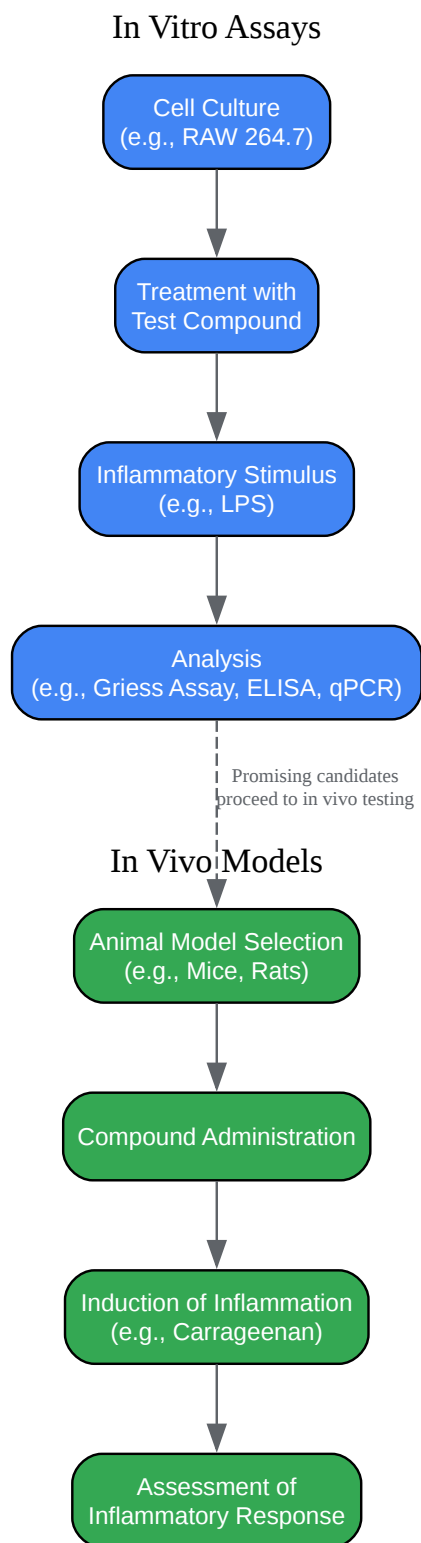 In Vitro Assays
Cell Culture
(e.g., RAW 264.7)
Treatment with
Test Compound
Inflammatory Stimulus
(e.g., LPS)
Analysis
(e.g., Griess Assay, ELISA, qPCR)
Promising candidates
proceed to in vivo testing
In Vivo Models
Animal Model Selection
(e.g., Mice, Rats)
Compound Administration
Induction of Inflammation
(e.g., Carrageenan)
Assessment of
Inflammatory Response